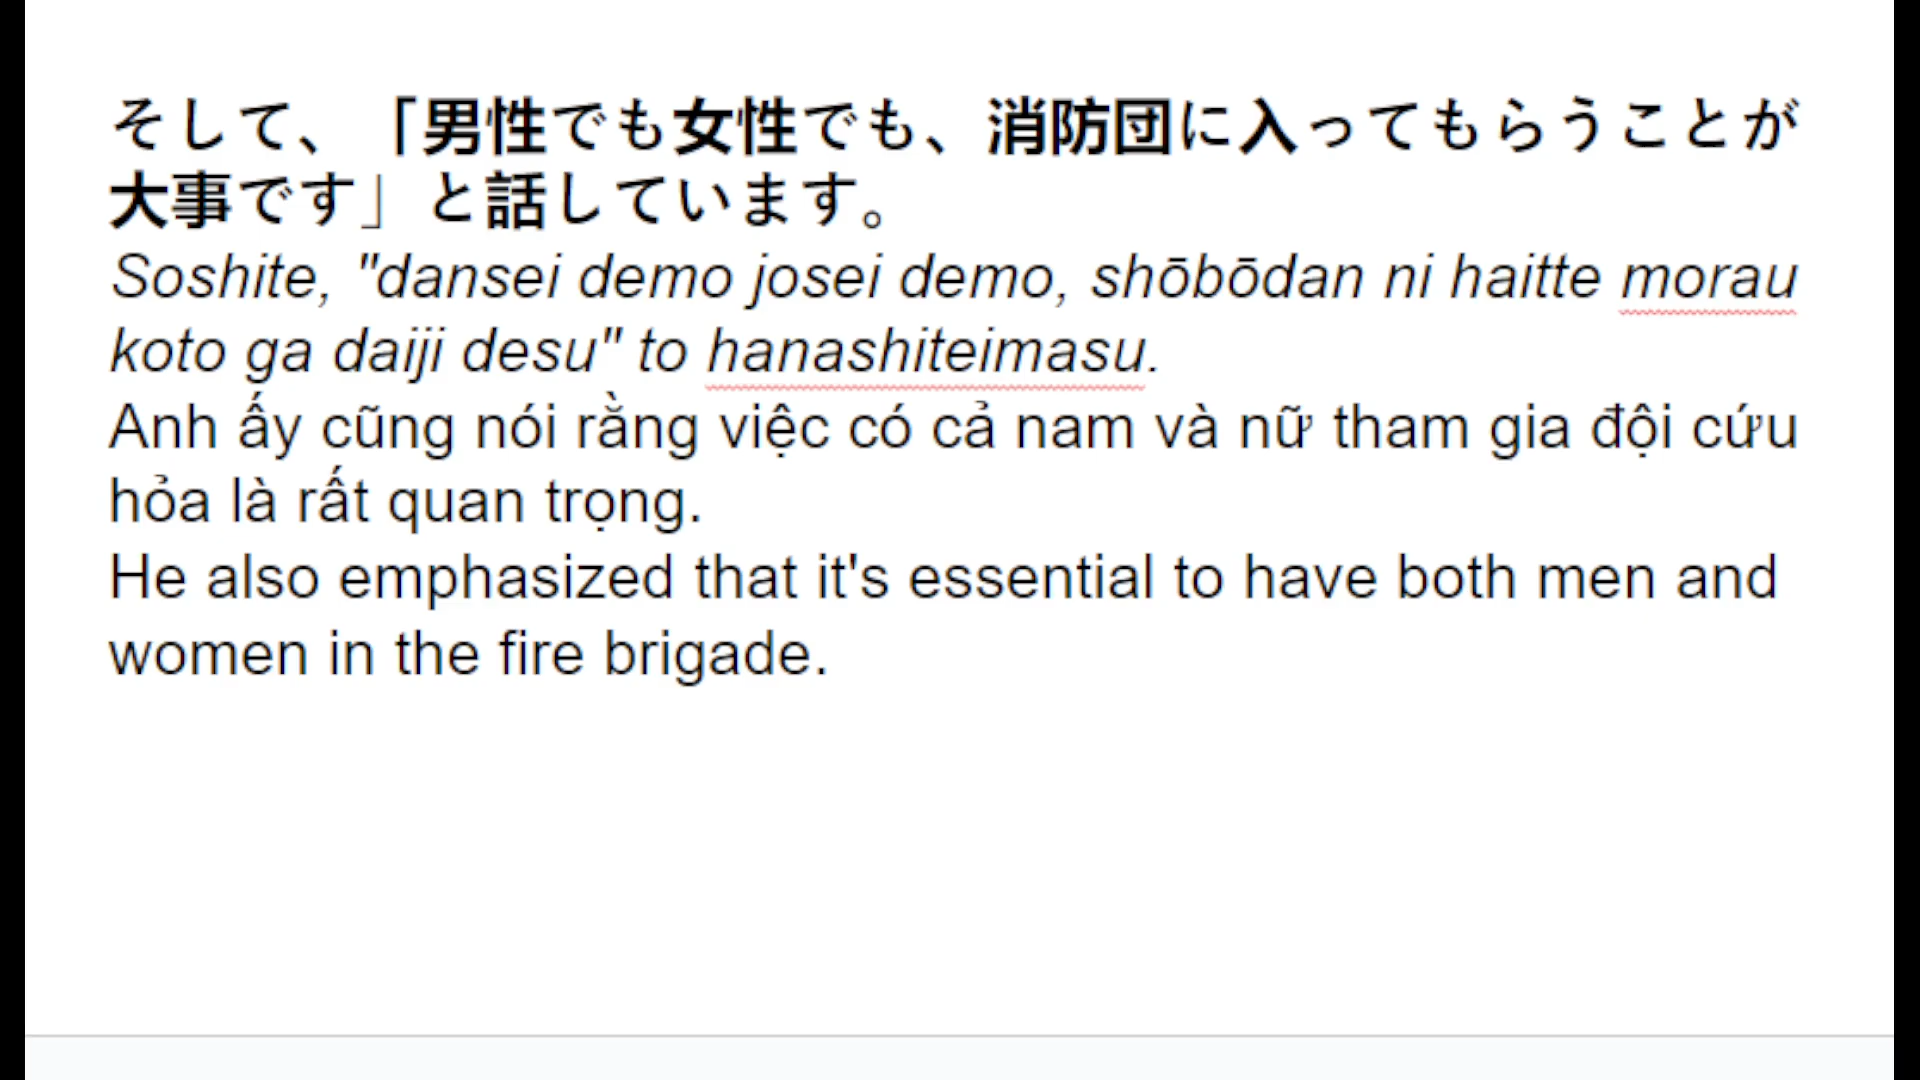 そして、「男性でも女性でも、消防団に入ってもらうことが
大事です」と話しています。
Soshite, "dansei demo josei demo, shōbōdan ni haitte morau
koto ga daiji desu" to hanashiteimasu.
Anh ấy cũng nói rằng việc có cả nam và nữ tham gia đội cứu
hỏa là rất quan trọng.
He also emphasized that it's essential to have both men and
women in the fire brigade.